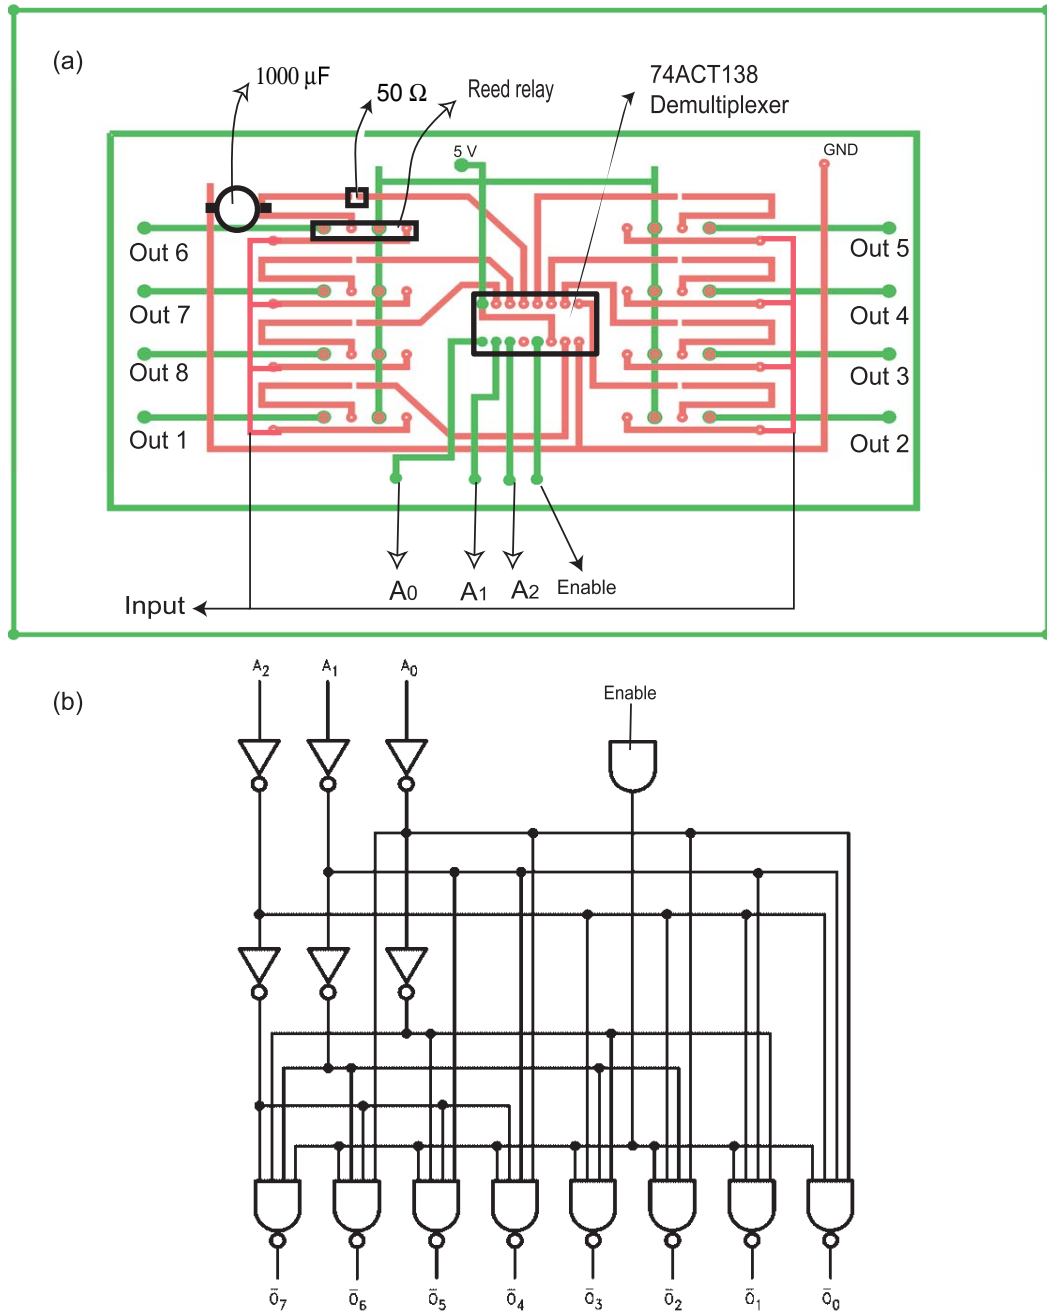 (a)
1000 µF
50 Ω
Reed relay
74ACT138
Demultiplexer
5 V
GND
Out 6
Out 5
Out 7
Out 4
Out 8
Out 3
Out 1
Out 2
A0
A1
A2
Enable
Input
(b)
A₂
A₁
A₀
Enable
Ō₇
Ō₆
Ō₅
Ō₄
Ō₃
Ō₂
Ō₁
Ō₀